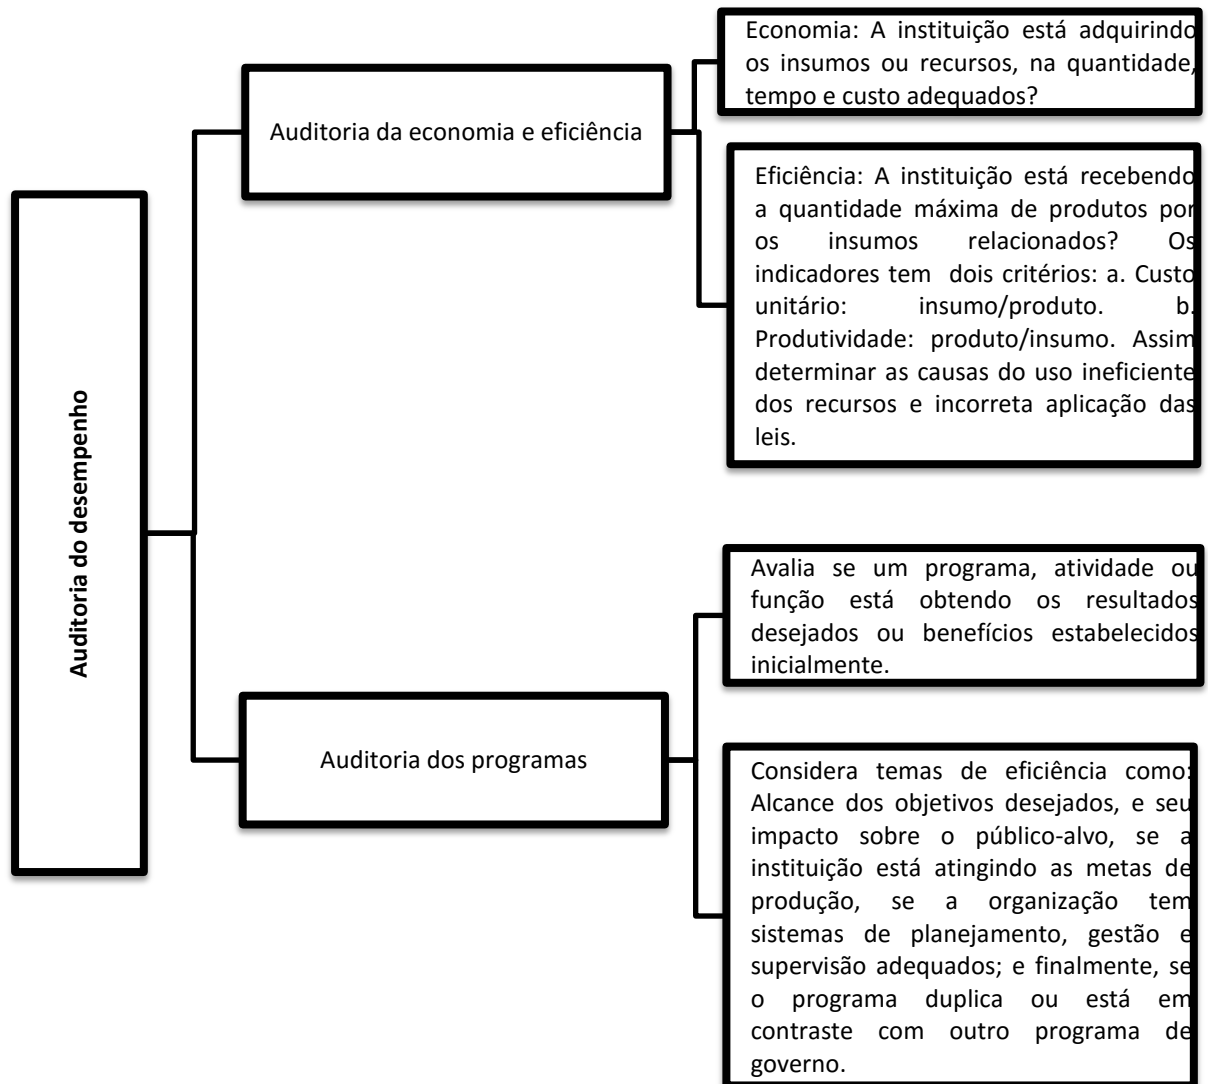 Auditoria do desempenho
Auditoria da economia e eficiência
Economia: A instituição está adquirindo
os insumos ou recursos, na quantidade,
tempo e custo adequados?
Eficiência: A instituição está recebendo
a quantidade máxima de produtos por
os insumos relacionados? Os
indicadores tem dois critérios: a. Custo
unitário: insumo/produto. b.
Produtividade: produto/insumo. Assim
determinar as causas do uso ineficiente
dos recursos e incorreta aplicação das
leis.
Auditoria dos programas
Avalia se um programa, atividade ou
função está obtendo os resultados
desejados ou benefícios estabelecidos
inicialmente.
Considera temas de eficiência como:
Alcance dos objetivos desejados, e seu
impacto sobre o público-alvo, se a
instituição está atingindo as metas de
produção, se a organização tem
sistemas de planejamento, gestão e
supervisão adequados; e finalmente, se
o programa duplica ou está em
contraste com outro programa de
governo.